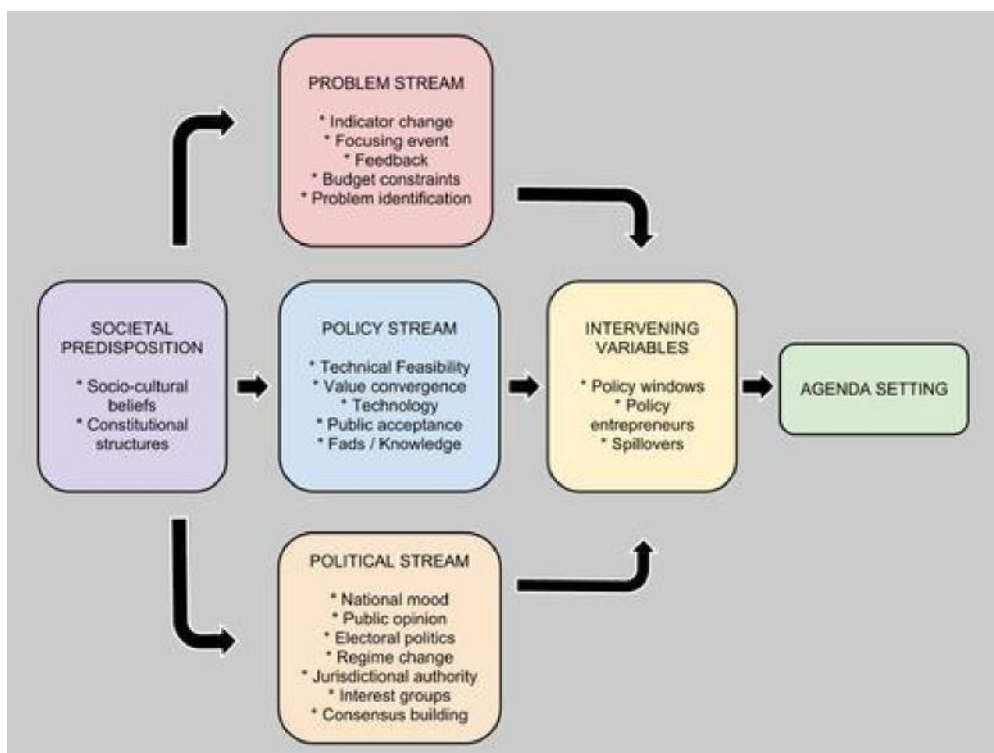 PROBLEM STREAM
* Indicator change
* Focusing event
* Feedback
* Budget constraints
* Problem identification
SOCIETAL
PREDISPOSITION
* Socio-cultural
beliefs
* Constitutional
structures
POLICY STREAM
* Technical Feasibility
* Value convergence
* Technology
* Public acceptance
* Fads / Knowledge
INTERVENING
VARIABLES
* Policy windows
* Policy
entrepreneurs
* Spillovers
AGENDA SETTING
POLITICAL STREAM
* National mood
* Public opinion
* Electoral politics
* Regime change
* Jurisdictional authority
* Interest groups
* Consensus building